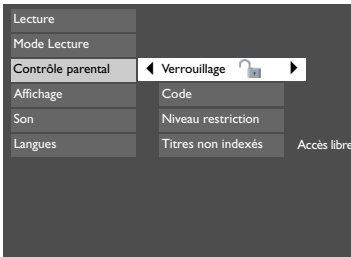 Lecture
Mode Lecture
Contrôle parental
Verrouillage
Affichage
Code
Son
Niveau restriction
Langues
Titres non indexés
Accès libre